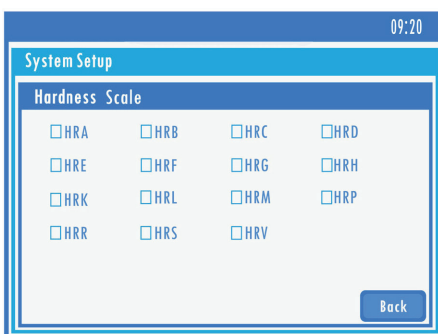 09:20
System Setup
Hardness Scale
HRA HRB HRC HRD
HRE HRF HRG HRH
HRK HRL HRM HRP
HRR HRS HRV
Back